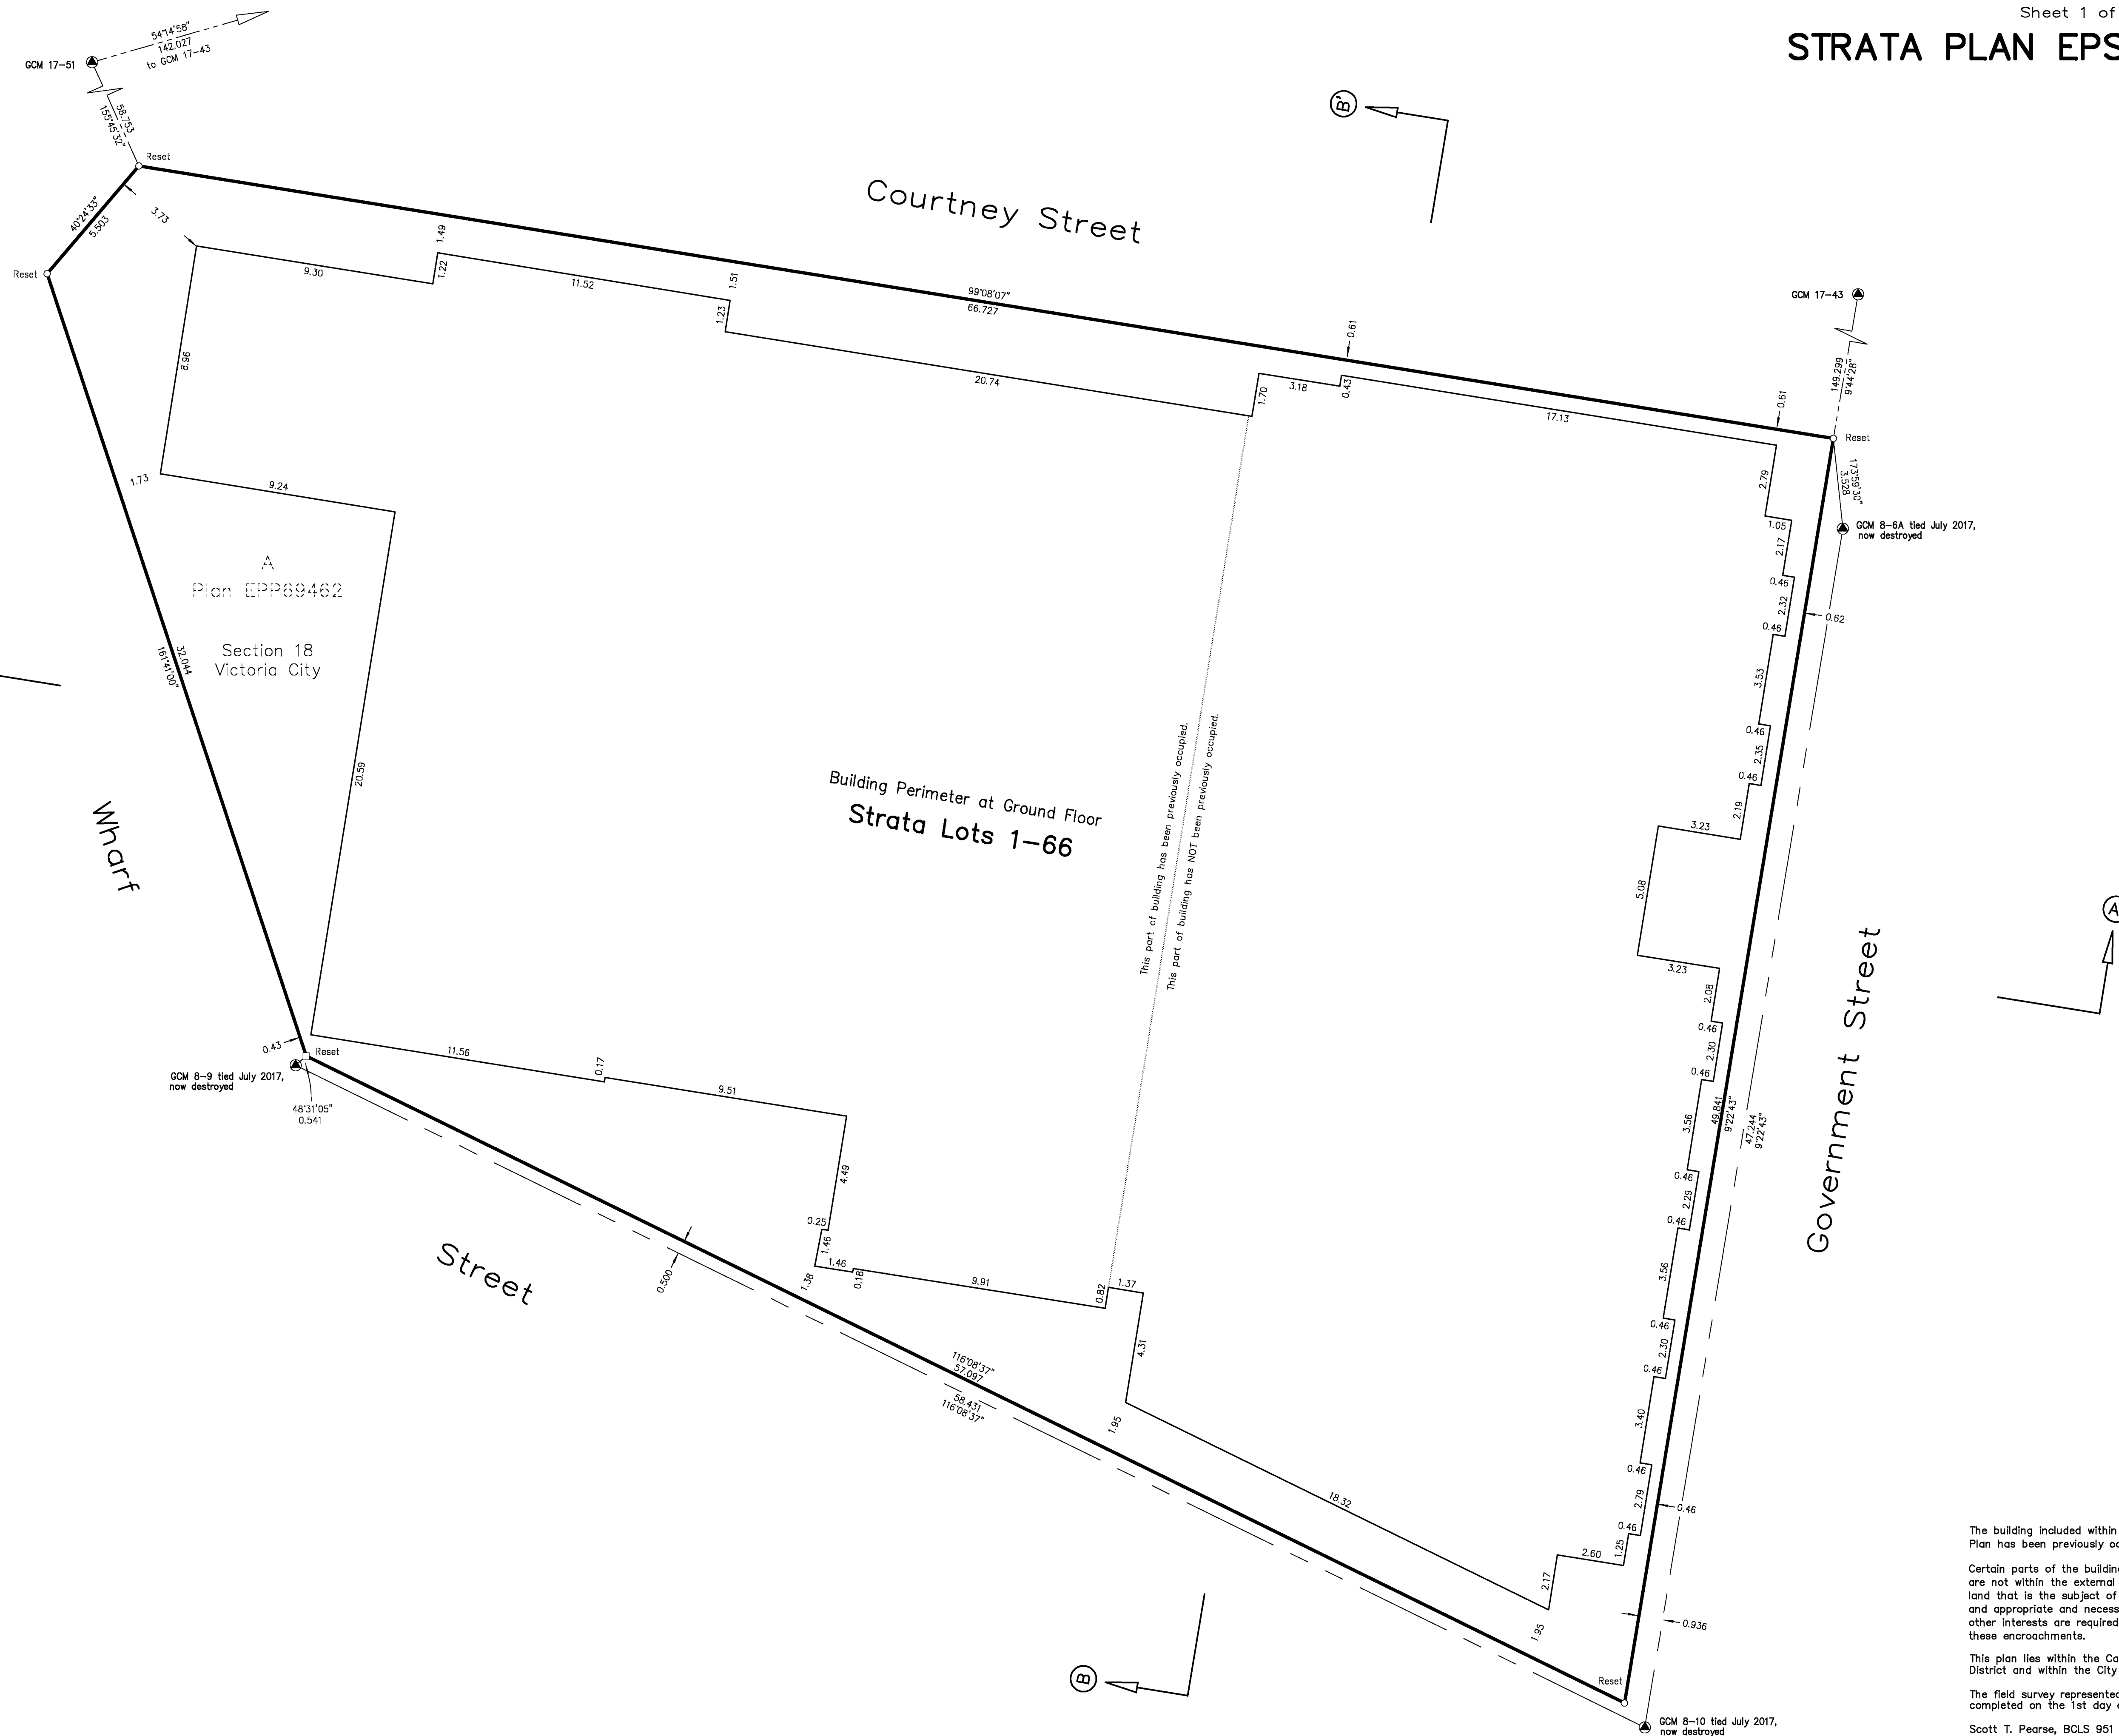 Sheet 1 of
STRATA PLAN EPS
54°14'58"
142.027
to GCM 17-43
GCM 17-51
58.753
155°45'32"
Reset
40°24'33"
5.503
3.73
Reset
B'
Courtney Street
99°08'07"
66.727
GCM 17-43
149.299
9°44'28"
Reset
173°59'30"
3.528
GCM 8-6A tied July 2017,
now destroyed
9.30
1.49
1.22
11.52
1.51
1.23
20.74
1.70
3.18
0.43
0.61
17.13
0.61
8.96
1.73
9.24
A
Plan EPP69462
Section 18
Victoria City
32.044
161°41'00"
20.59
Wharf
Building Perimeter at Ground Floor
Strata Lots 1-66
This part of building has been previously occupied.
This part of building has NOT been previously occupied.
2.79
1.05
2.17
0.46
2.32
0.62
0.46
3.53
0.46
2.35
0.46
2.19
3.23
5.08
3.23
2.08
0.46
2.30
0.46
3.56
49.841
9°22'43"
47.244
9°22'43"
Government Street
A
0.46
2.29
0.46
3.56
0.46
2.30
0.46
3.40
0.46
2.79
0.46
0.46
1.25
2.60
2.17
0.936
0.43
Reset
GCM 8-9 tied July 2017,
now destroyed
48°31'05"
0.541
11.56
0.17
9.51
4.49
0.25
1.46
1.46
0.18
1.38
9.91
0.82
1.37
4.31
Street
0.500
116°08'37"
57.097
58.431
116°08'37"
1.95
18.32
1.95
B
Reset
GCM 8-10 tied July 2017,
now destroyed
The building included within
Plan has been previously oc
Certain parts of the building
are not within the external
land that is the subject of
and appropriate and necess
other interests are required
these encroachments.
This plan lies within the Ca
District and within the City
The field survey represented
completed on the 1st day o
Scott T. Pearse, BCLS 951